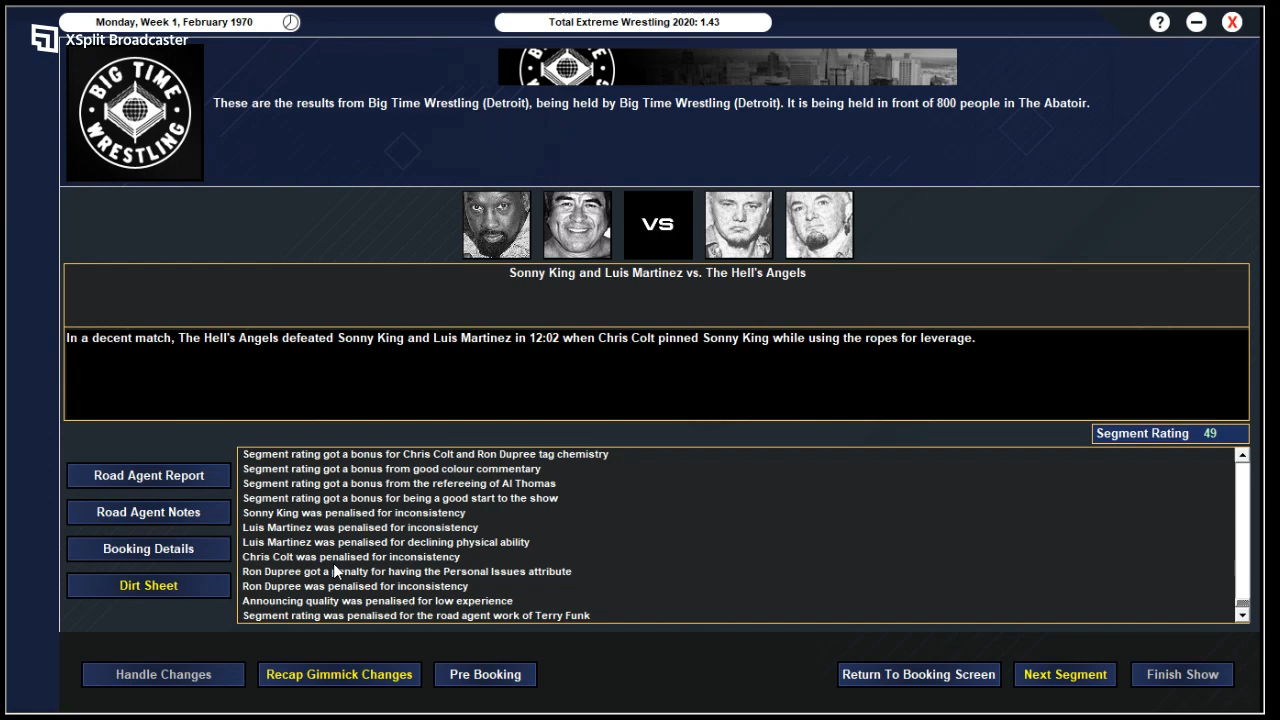 Monday, Week 1, February 1970
Total Extreme Wrestling 2020: 1.43
?
X
XSplit Broadcaster
BIG TIME
WRESTLING
These are the results from Big Time Wrestling (Detroit), being held by Big Time Wrestling (Detroit). It is being held in front of 800 people in The Abatoir.
VS
Sonny King and Luis Martinez vs. The Hell's Angels
In a decent match, The Hell's Angels defeated Sonny King and Luis Martinez in 12:02 when Chris Colt pinned Sonny King while using the ropes for leverage.
Segment Rating 49
Road Agent Report
Road Agent Notes
Booking Details
Dirt Sheet
Segment rating got a bonus for Chris Colt and Ron Dupree tag chemistry
Segment rating got a bonus from good colour commentary
Segment rating got a bonus from the refereeing of Al Thomas
Segment rating got a bonus for being a good start to the show
Sonny King was penalised for inconsistency
Luis Martinez was penalised for inconsistency
Luis Martinez was penalised for declining physical ability
Chris Colt was penalised for inconsistency
Ron Dupree got a penalty for having the Personal Issues attribute
Ron Dupree was penalised for inconsistency
Announcing quality was penalised for low experience
Segment rating was penalised for the road agent work of Terry Funk
Handle Changes
Recap Gimmick Changes
Pre Booking
Return To Booking Screen
Next Segment
Finish Show